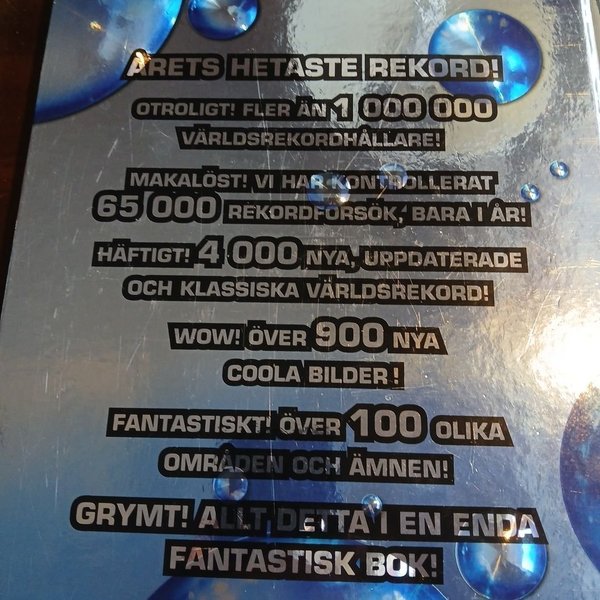 ÅRETS HETASTE REKORD!
OTROLIGT! FLER ÄN 1 000 000
VÄRLDSREKORDHÅLLARE!
MAKALÖST! VI HAR KONTROLLERAT
65 000 REKORDFÖRSÖK, BARA I ÅR!
HÄFTIGT! 4 000 NYA, UPPDATERADE
OCH KLASSISKA VÄRLDSREKORD!
WOW! ÖVER 900 NYA
COOLA BILDER!
FANTASTISKT! ÖVER 100 OLIKA
OMRÅDEN OCH ÄMNEN!
GRYMT! ALLT DETTA I EN ENDA
FANTASTISK BOK!